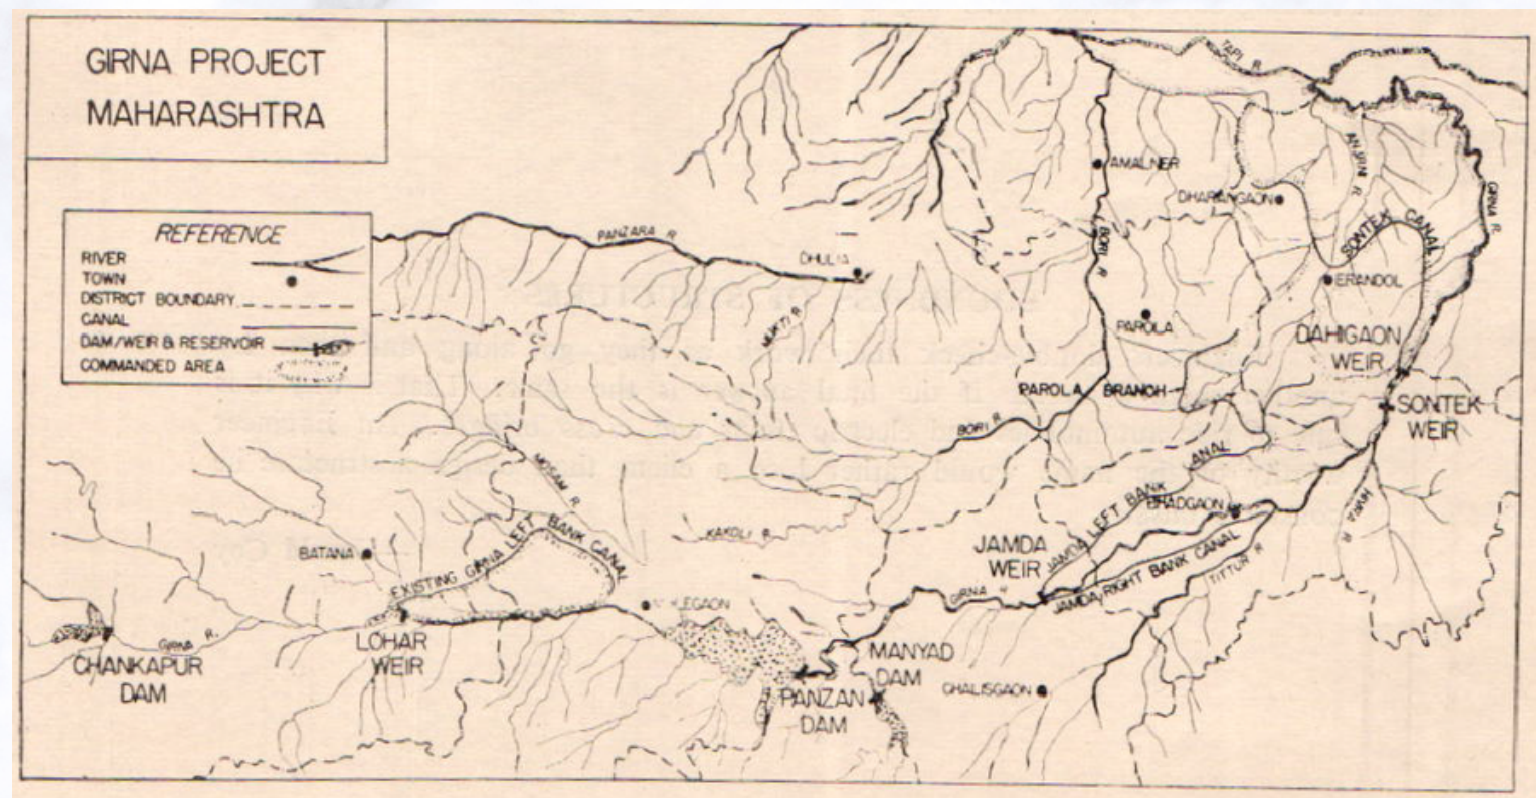 GIRNA PROJECT
MAHARASHTRA
REFERENCE
RIVER
TOWN
DISTRICT BOUNDARY
CANAL
DAM/WEIR & RESERVOIR
COMMANDED AREA
TAPI R.
AMALNER
ANJANI R.
DHARANGAON
GIRNA R.
SONTEK CANAL
BORI R
PANZARA R
DHULIA
ERANDOL
PAROLA
DAHIGAON
WEIR
PAROLA BRANCH
SONTEK
WEIR
BORI R
MOSAM R.
JAMDA LEFT BANK CANAL
BHADGAON
KAKDLI R.
BATANA
EXISTING GIRNA LEFT BANK CANAL
JAMDA
WEIR
GIRNA
JAMDA RIGHT BANK CANAL
TITTUR R
LEGAON
GIRNA R.
CHANKAPUR
DAM
LOHAR
WEIR
MANYAD
DAM
PANZAN
DAM
CHALISGAON